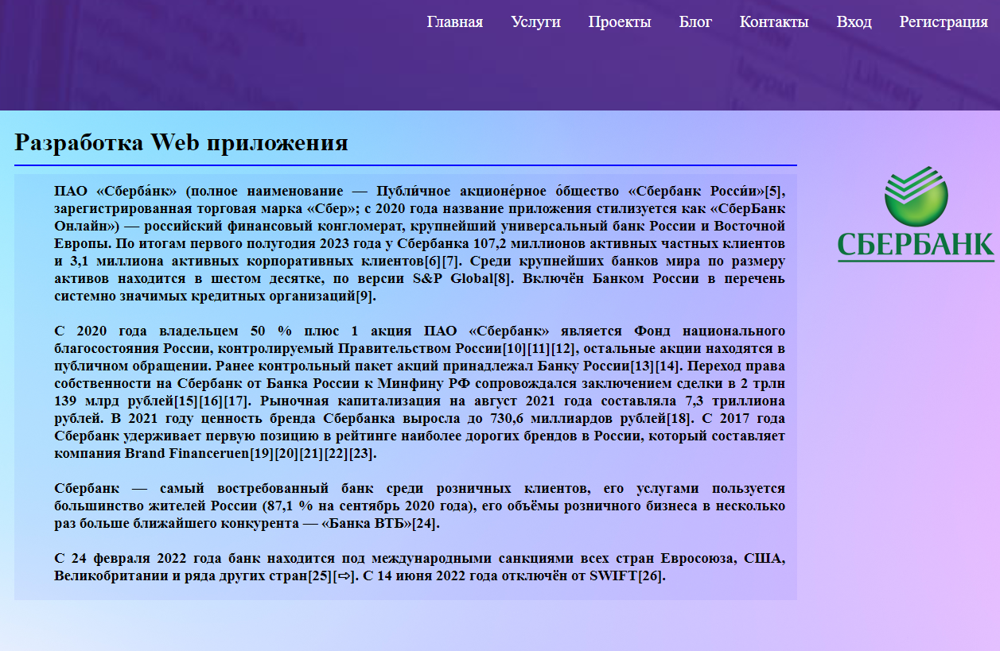 Главная Услуги Проекты Блог Контакты Вход Регистрация
layout
Library
Разработка Web приложения
СБЕРБАНК
ПАО «Сберба́нк» (полное наименование — Публи́чное акционе́рное о́бщество «Сбербанк Росси́и»[5],
зарегистрированная торговая марка «Сбер»; с 2020 года название приложения стилизуется как «СберБанк
Онлайн») — российский финансовый конгломерат, крупнейший универсальный банк России и Восточной
Европы. По итогам первого полугодия 2023 года у Сбербанка 107,2 миллионов активных частных клиентов
и 3,1 миллиона активных корпоративных клиентов[6][7]. Среди крупнейших банков мира по размеру
активов находится в шестом десятке, по версии S&P Global[8]. Включён Банком России в перечень
системно значимых кредитных организаций[9].
С 2020 года владельцем 50 % плюс 1 акция ПАО «Сбербанк» является Фонд национального
благосостояния России, контролируемый Правительством России[10][11][12], остальные акции находятся в
публичном обращении. Ранее контрольный пакет акций принадлежал Банку России[13][14]. Переход права
собственности на Сбербанк от Банка России к Минфину РФ сопровождался заключением сделки в 2 трлн
139 млрд рублей[15][16][17]. Рыночная капитализация на август 2021 года составляла 7,3 триллиона
рублей. В 2021 году ценность бренда Сбербанка выросла до 730,6 миллиардов рублей[18]. С 2017 года
Сбербанк удерживает первую позицию в рейтинге наиболее дорогих брендов в России, который составляет
компания Brand Financeruen[19][20][21][22][23].
Сбербанк — самый востребованный банк среди розничных клиентов, его услугами пользуется
большинство жителей России (87,1 % на сентябрь 2020 года), его объёмы розничного бизнеса в несколько
раз больше ближайшего конкурента — «Банка ВТБ»[24].
С 24 февраля 2022 года банк находится под международными санкциями всех стран Евросоюза, США,
Великобритании и ряда других стран[25][⇨]. С 14 июня 2022 года отключён от SWIFT[26].